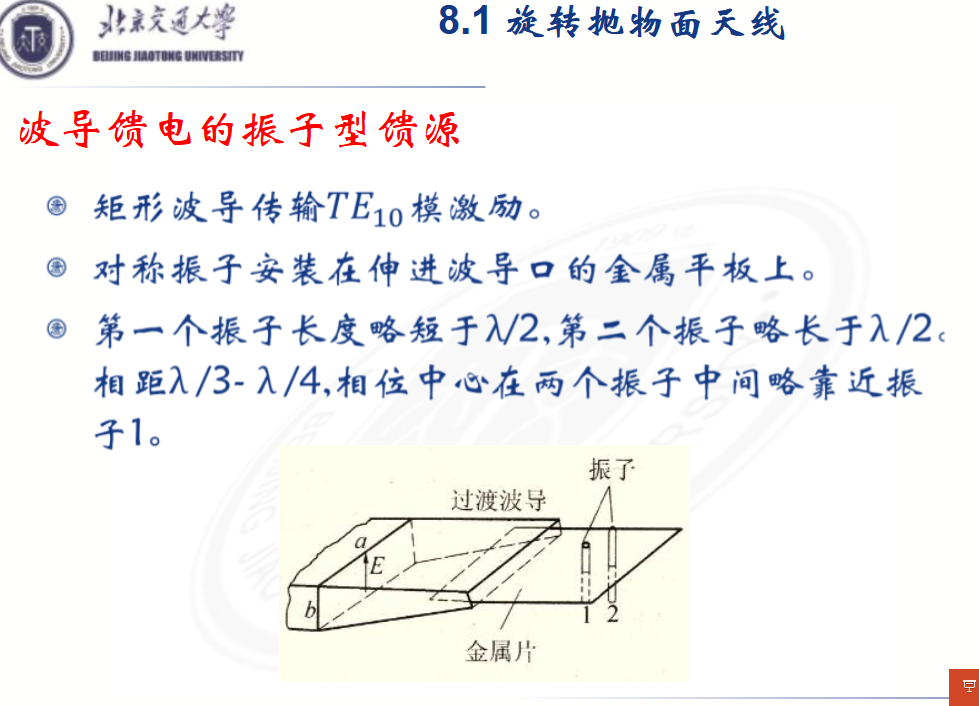 北京交通大学
BEIJING JIAOTONG UNIVERSITY
8.1 旋转抛物面天线
波导馈电的振子型馈源
矩形波导传输TE₁₀模激励。
对称振子安装在伸进波导口的金属平板上。
第一个振子长度略短于λ/2,第二个振子略长于λ/2。
相距λ/3- λ/4,相位中心在两个振子中间略靠近振
子1。
振子
过渡波导
a
E
b
1 2
金属片